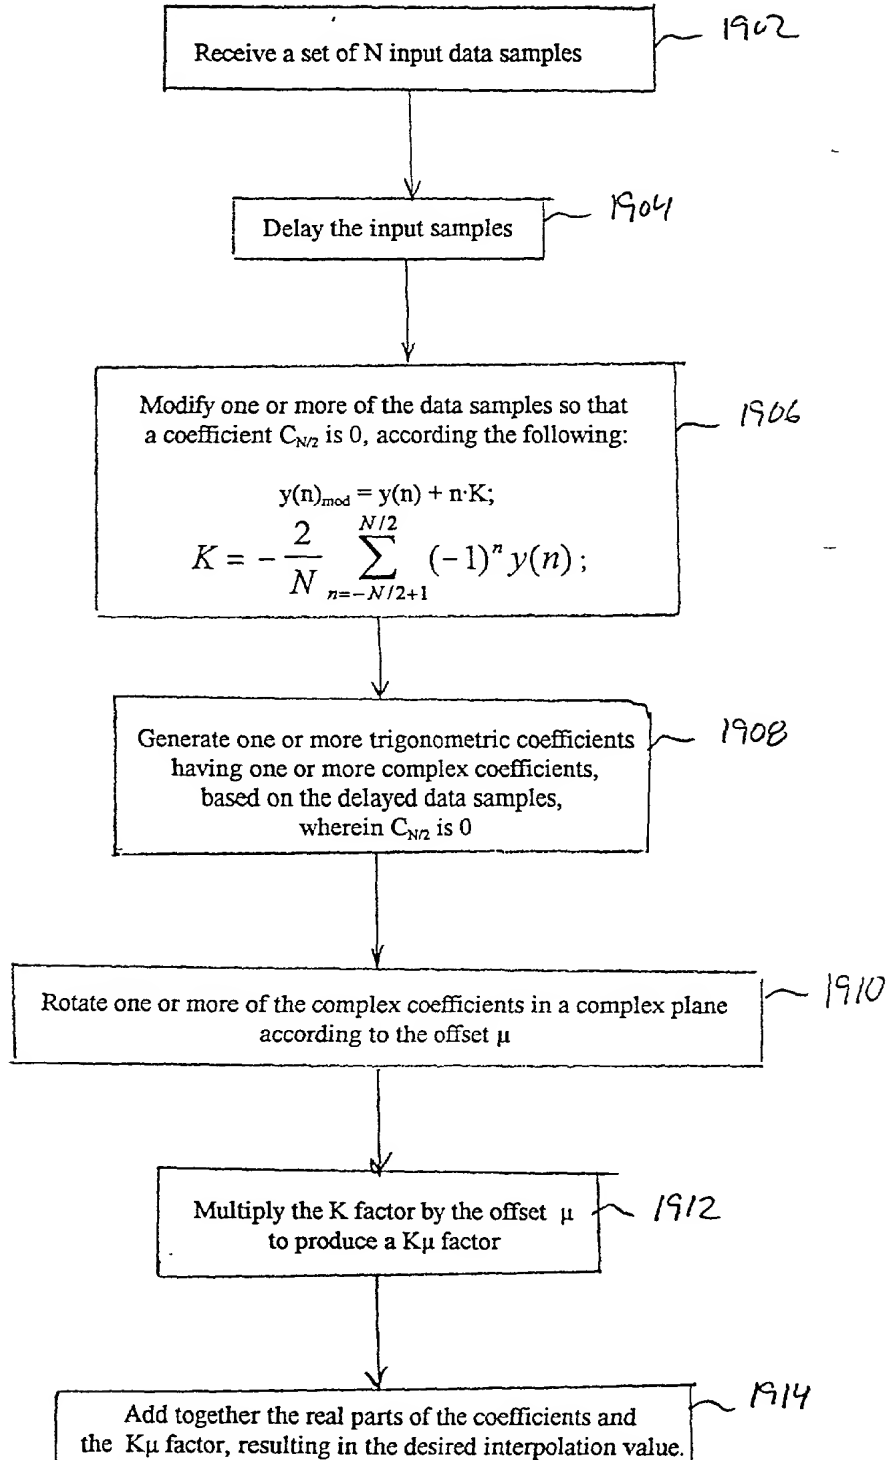 Receive a set of N input data samples
1902
Delay the input samples
1904
Modify one or more of the data samples so that
a coefficient C_{N/2} is 0, according the following:
y(n)_{mod} = y(n) + n·K;
K = - \frac{2}{N} \sum_{n=-N/2+1}^{N/2} (-1)^n y(n) ;
1906
Generate one or more trigonometric coefficients
having one or more complex coefficients,
based on the delayed data samples,
wherein C_{N/2} is 0
1908
Rotate one or more of the complex coefficients in a complex plane
according to the offset μ
1910
Multiply the K factor by the offset μ
to produce a Kμ factor
1912
Add together the real parts of the coefficients and
the Kμ factor, resulting in the desired interpolation value.
1914